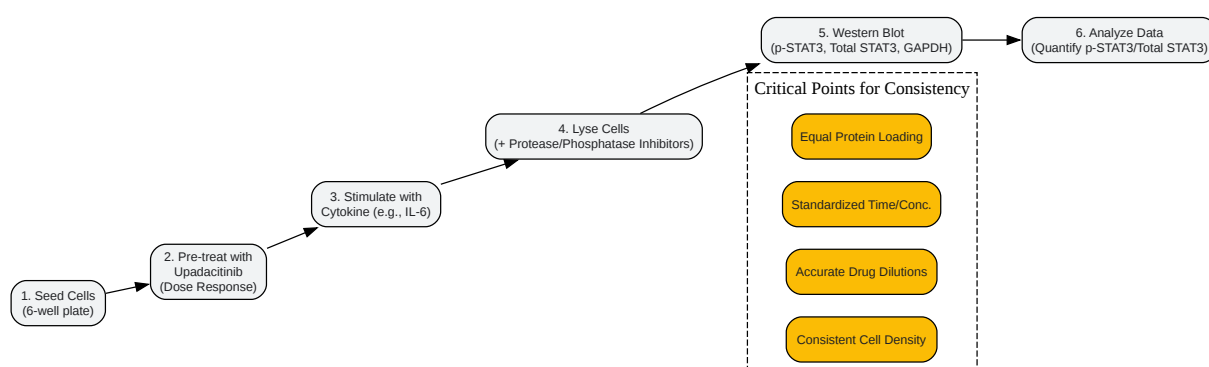 1. Seed Cells
(6-well plate)
2. Pre-treat with
Upadacitinib
(Dose Response)
3. Stimulate with
Cytokine (e.g., IL-6)
4. Lyse Cells
(+ Protease/Phosphatase Inhibitors)
5. Western Blot
(p-STAT3, Total STAT3, GAPDH)
6. Analyze Data
(Quantify p-STAT3/Total STAT3)
Critical Points for Consistency
Equal Protein Loading
Standardized Time/Conc.
Accurate Drug Dilutions
Consistent Cell Density